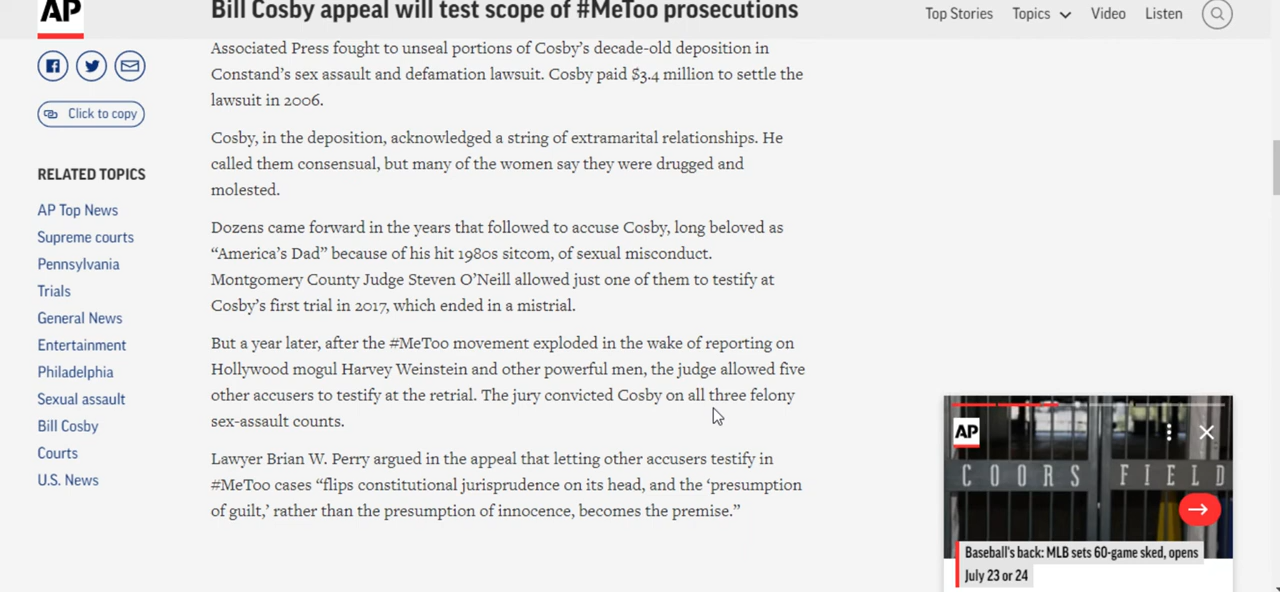 AP
Bill Cosby appeal will test scope of #MeToo prosecutions
Top Stories
Topics
Video
Listen
Click to copy
RELATED TOPICS
AP Top News
Supreme courts
Pennsylvania
Trials
General News
Entertainment
Philadelphia
Sexual assault
Bill Cosby
Courts
U.S. News
Associated Press fought to unseal portions of Cosby’s decade-old deposition in
Constand’s sex assault and defamation lawsuit. Cosby paid $3.4 million to settle the
lawsuit in 2006.
Cosby, in the deposition, acknowledged a string of extramarital relationships. He
called them consensual, but many of the women say they were drugged and
molested.
Dozens came forward in the years that followed to accuse Cosby, long beloved as
“America’s Dad” because of his hit 1980s sitcom, of sexual misconduct.
Montgomery County Judge Steven O’Neill allowed just one of them to testify at
Cosby’s first trial in 2017, which ended in a mistrial.
But a year later, after the #MeToo movement exploded in the wake of reporting on
Hollywood mogul Harvey Weinstein and other powerful men, the judge allowed five
other accusers to testify at the retrial. The jury convicted Cosby on all three felony
sex-assault counts.
Lawyer Brian W. Perry argued in the appeal that letting other accusers testify in
#MeToo cases “flips constitutional jurisprudence on its head, and the ‘presumption
of guilt,’ rather than the presumption of innocence, becomes the premise.”
AP
COORS FIELD
Baseball’s back: MLB sets 60-game sked, opens
July 23 or 24